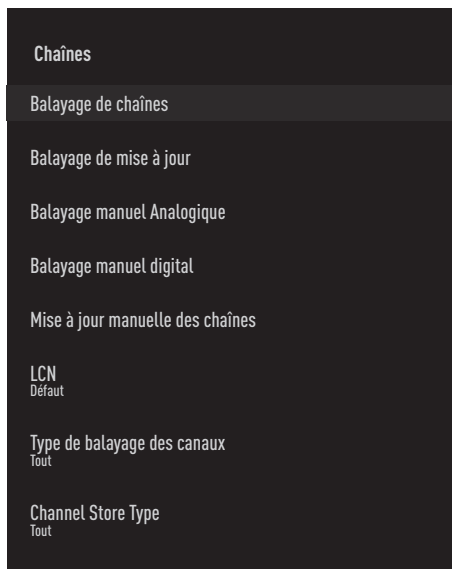 Chaînes
Balayage de chaînes
Balayage de mise à jour
Balayage manuel Analogique
Balayage manuel digital
Mise à jour manuelle des chaînes
LCN
Défaut
Type de balayage des canaux
Tout
Channel Store Type
Tout